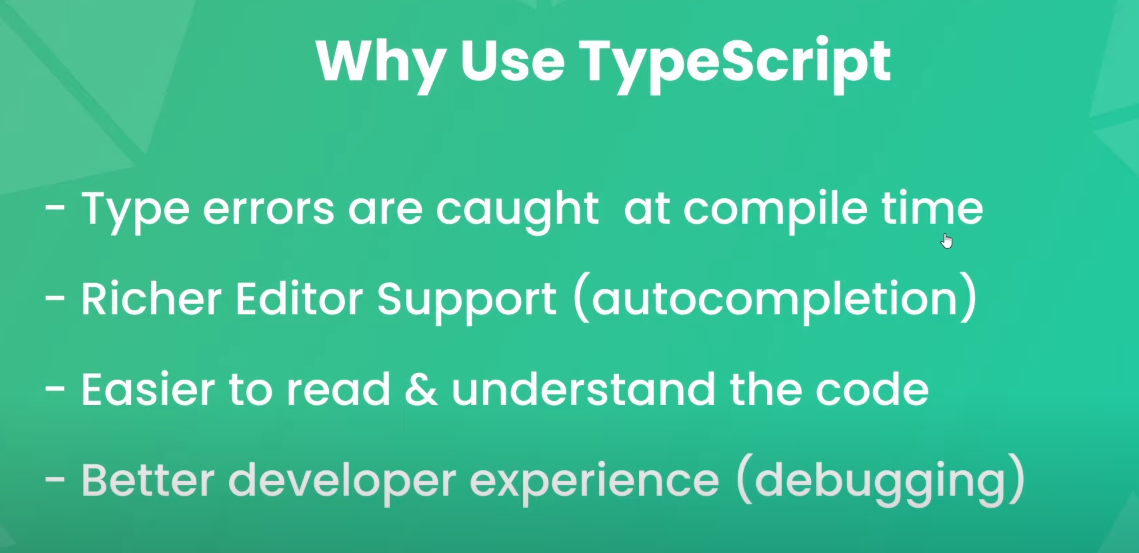 Why Use TypeScript
- Type errors are caught  at compile time
- Richer Editor Support (autocompletion)
- Easier to read & understand the code
- Better developer experience (debugging)